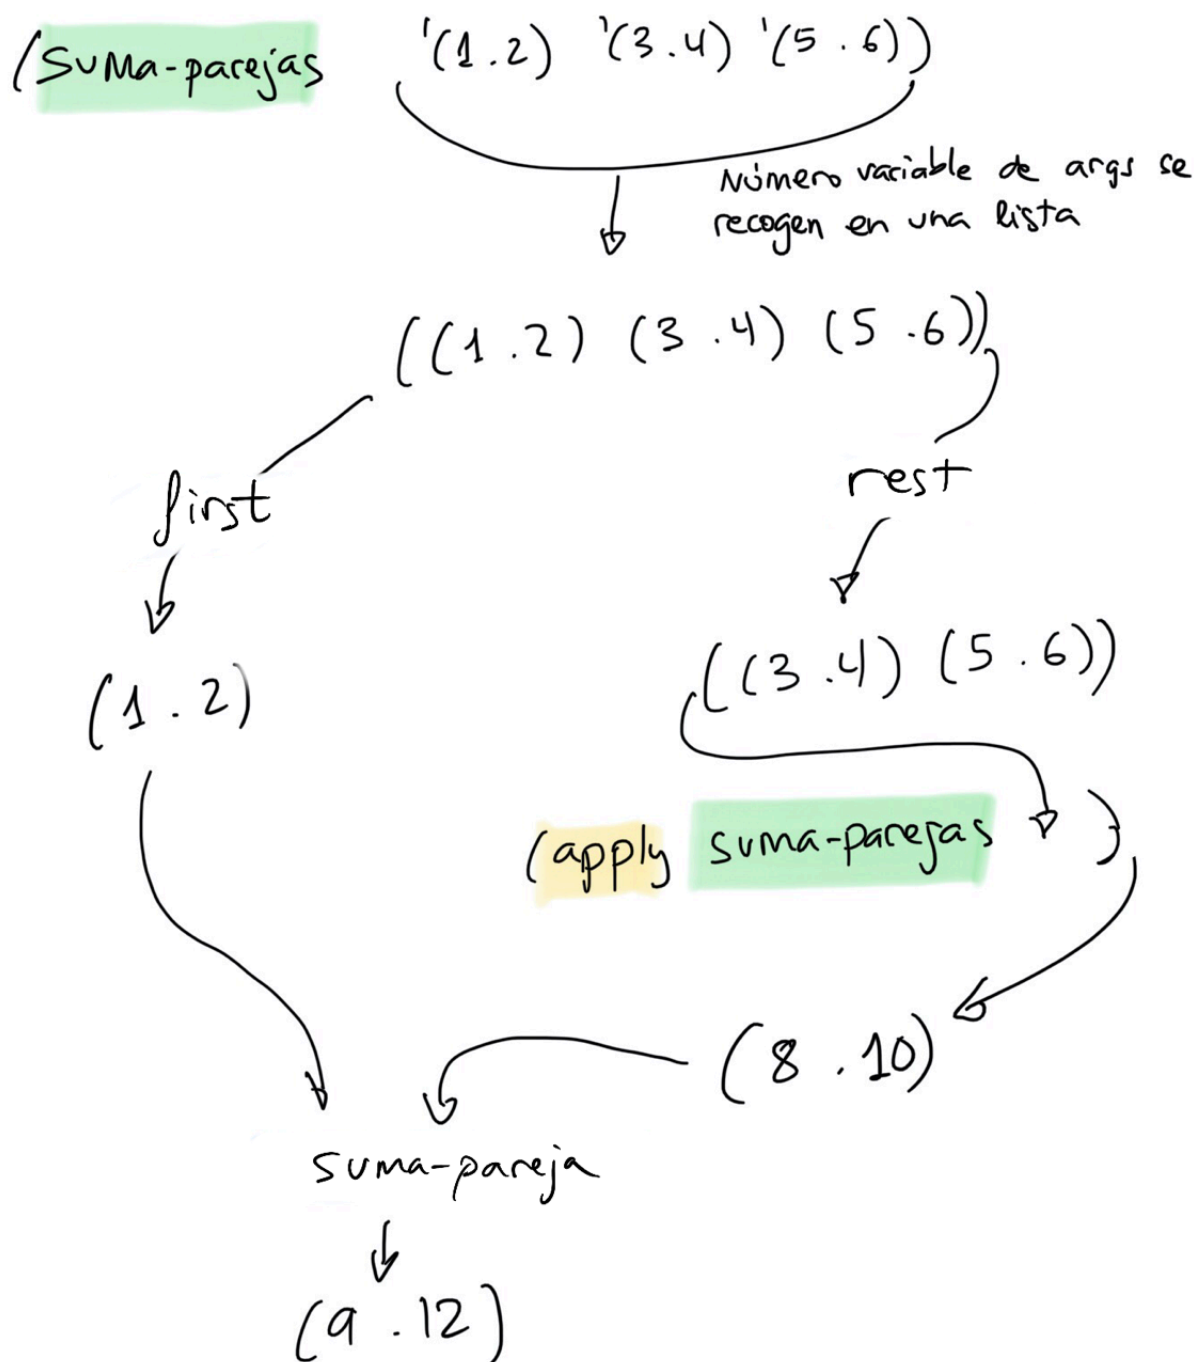 (suma-parejas '(1.2) '(3.4) '(5.6))
Número variable de args se
recogen en una lista
((1.2) (3.4) (5.6))
first
rest
(1.2)
((3.4) (5.6))
(apply suma-parejas )
(8.10)
suma-pareja
(9.12)